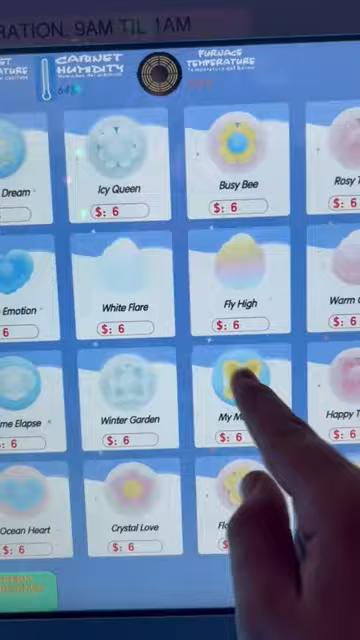 RATION. 9AM TIL 1AM
CABINET
HUMIDITY
FURNACE
TEMPERATURE
Dream
Icy Queen
Busy Bee
Rosy
$: 6
$: 6
Emotion
White Flare
Fly High
Warm
6
$: 6
$: 6
$: 6
me Elapse
Winter Garden
My M
Happy T
$: 6
$: 6
$: 6
$: 6
Ocean Heart
Crystal Love
Flo
$: 6
$: 6
$: